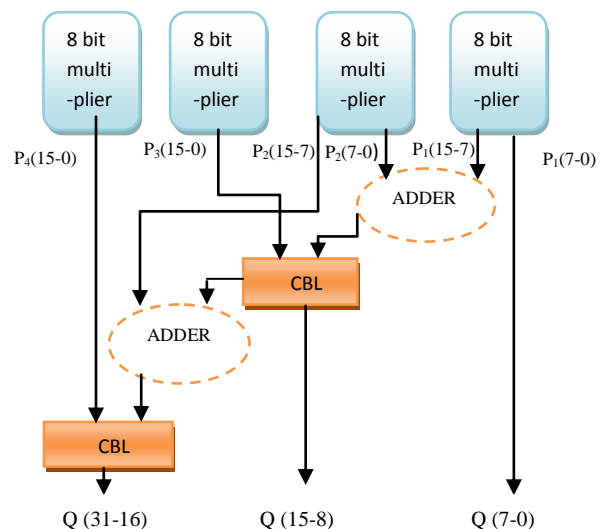 8 bit
multi
-plier
8 bit
multi
-plier
8 bit
multi
-plier
8 bit
multi
-plier
P₄(15-0)
P₃(15-0)
P₂(15-7)
P₂(7-0)
P₁(15-7)
P₁(7-0)
ADDER
CBL
ADDER
CBL
Q (31-16)
Q (15-8)
Q (7-0)